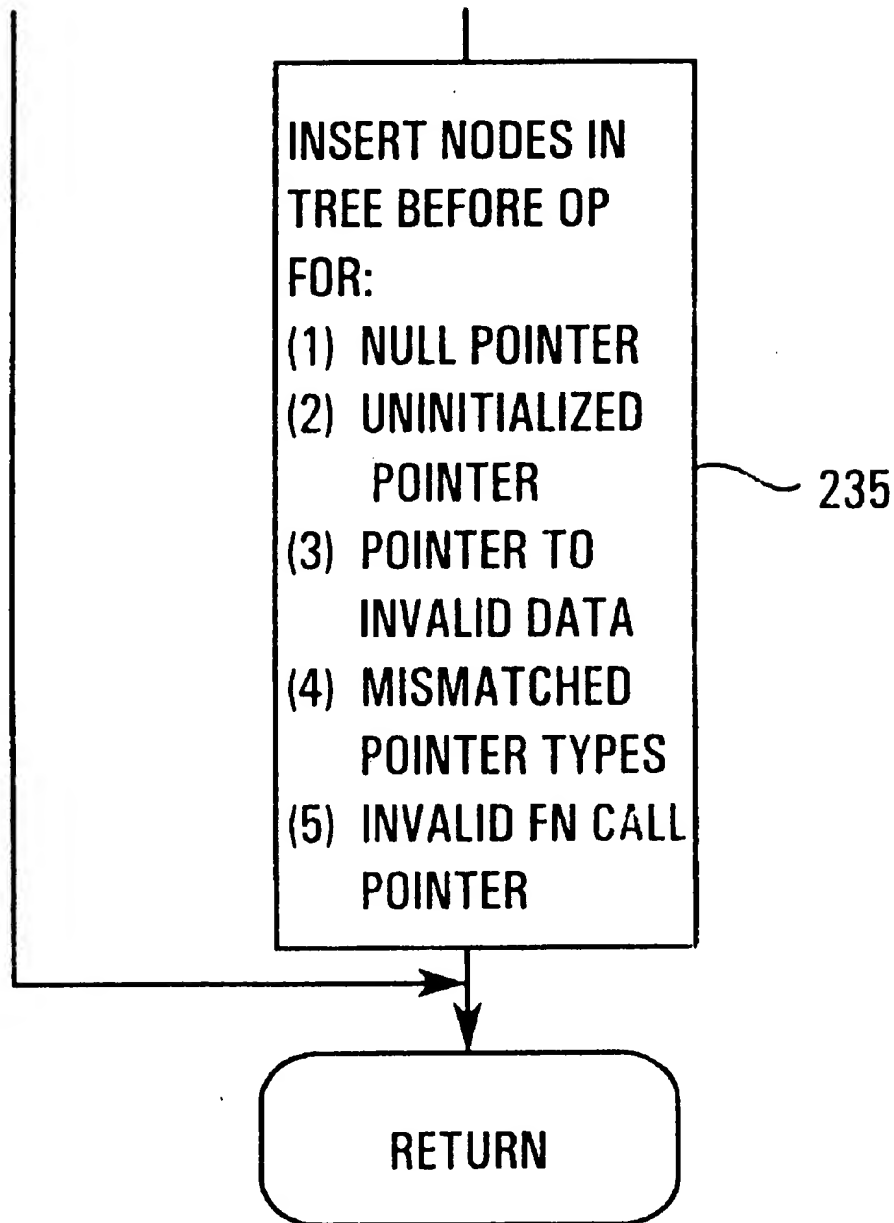 INSERT NODES IN
TREE BEFORE OP
FOR:
(1) NULL POINTER
(2) UNINITIALIZED
POINTER
235
(3) POINTER TO
INVALID DATA
(4) MISMATCHED
POINTER TYPES
(5) INVALID FN CALL
POINTER
RETURN